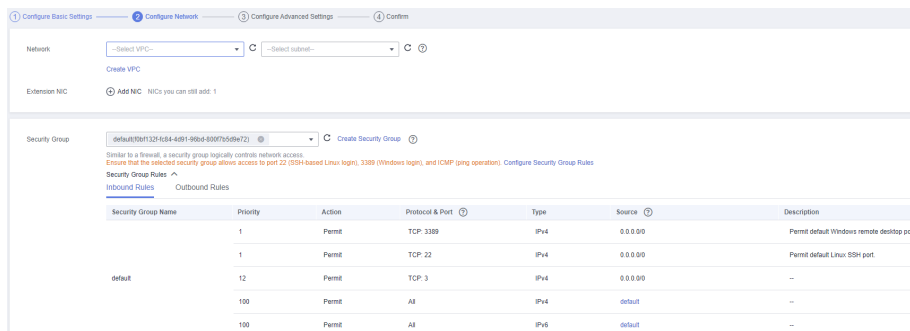 1 Configure Basic Settings 2 Configure Network 3 Configure Advanced Settings 4 Confirm
Network --Select VPC-- --Select subnet-- ?
Create VPC
Extension NIC Add NIC NICs you can still add: 1
Security Group default(f0bf132f-fc84-4d91-96bd-800f7b5d9e72) Create Security Group ?
Similar to a firewall, a security group logically controls network access.
Ensure that the selected security group allows access to port 22 (SSH-based Linux login), 3389 (Windows login), and ICMP (ping operation). Configure Security Group Rules
Security Group Rules
Inbound Rules Outbound Rules
Security Group Name Priority Action Protocol & Port ? Type Source ? Description
1 Permit TCP: 3389 IPv4 0.0.0.0/0 Permit default Windows remote desktop po
1 Permit TCP: 22 IPv4 0.0.0.0/0 Permit default Linux SSH port.
default 12 Permit TCP: 3 IPv4 0.0.0.0/0 --
100 Permit All IPv4 default --
100 Permit All IPv6 default --